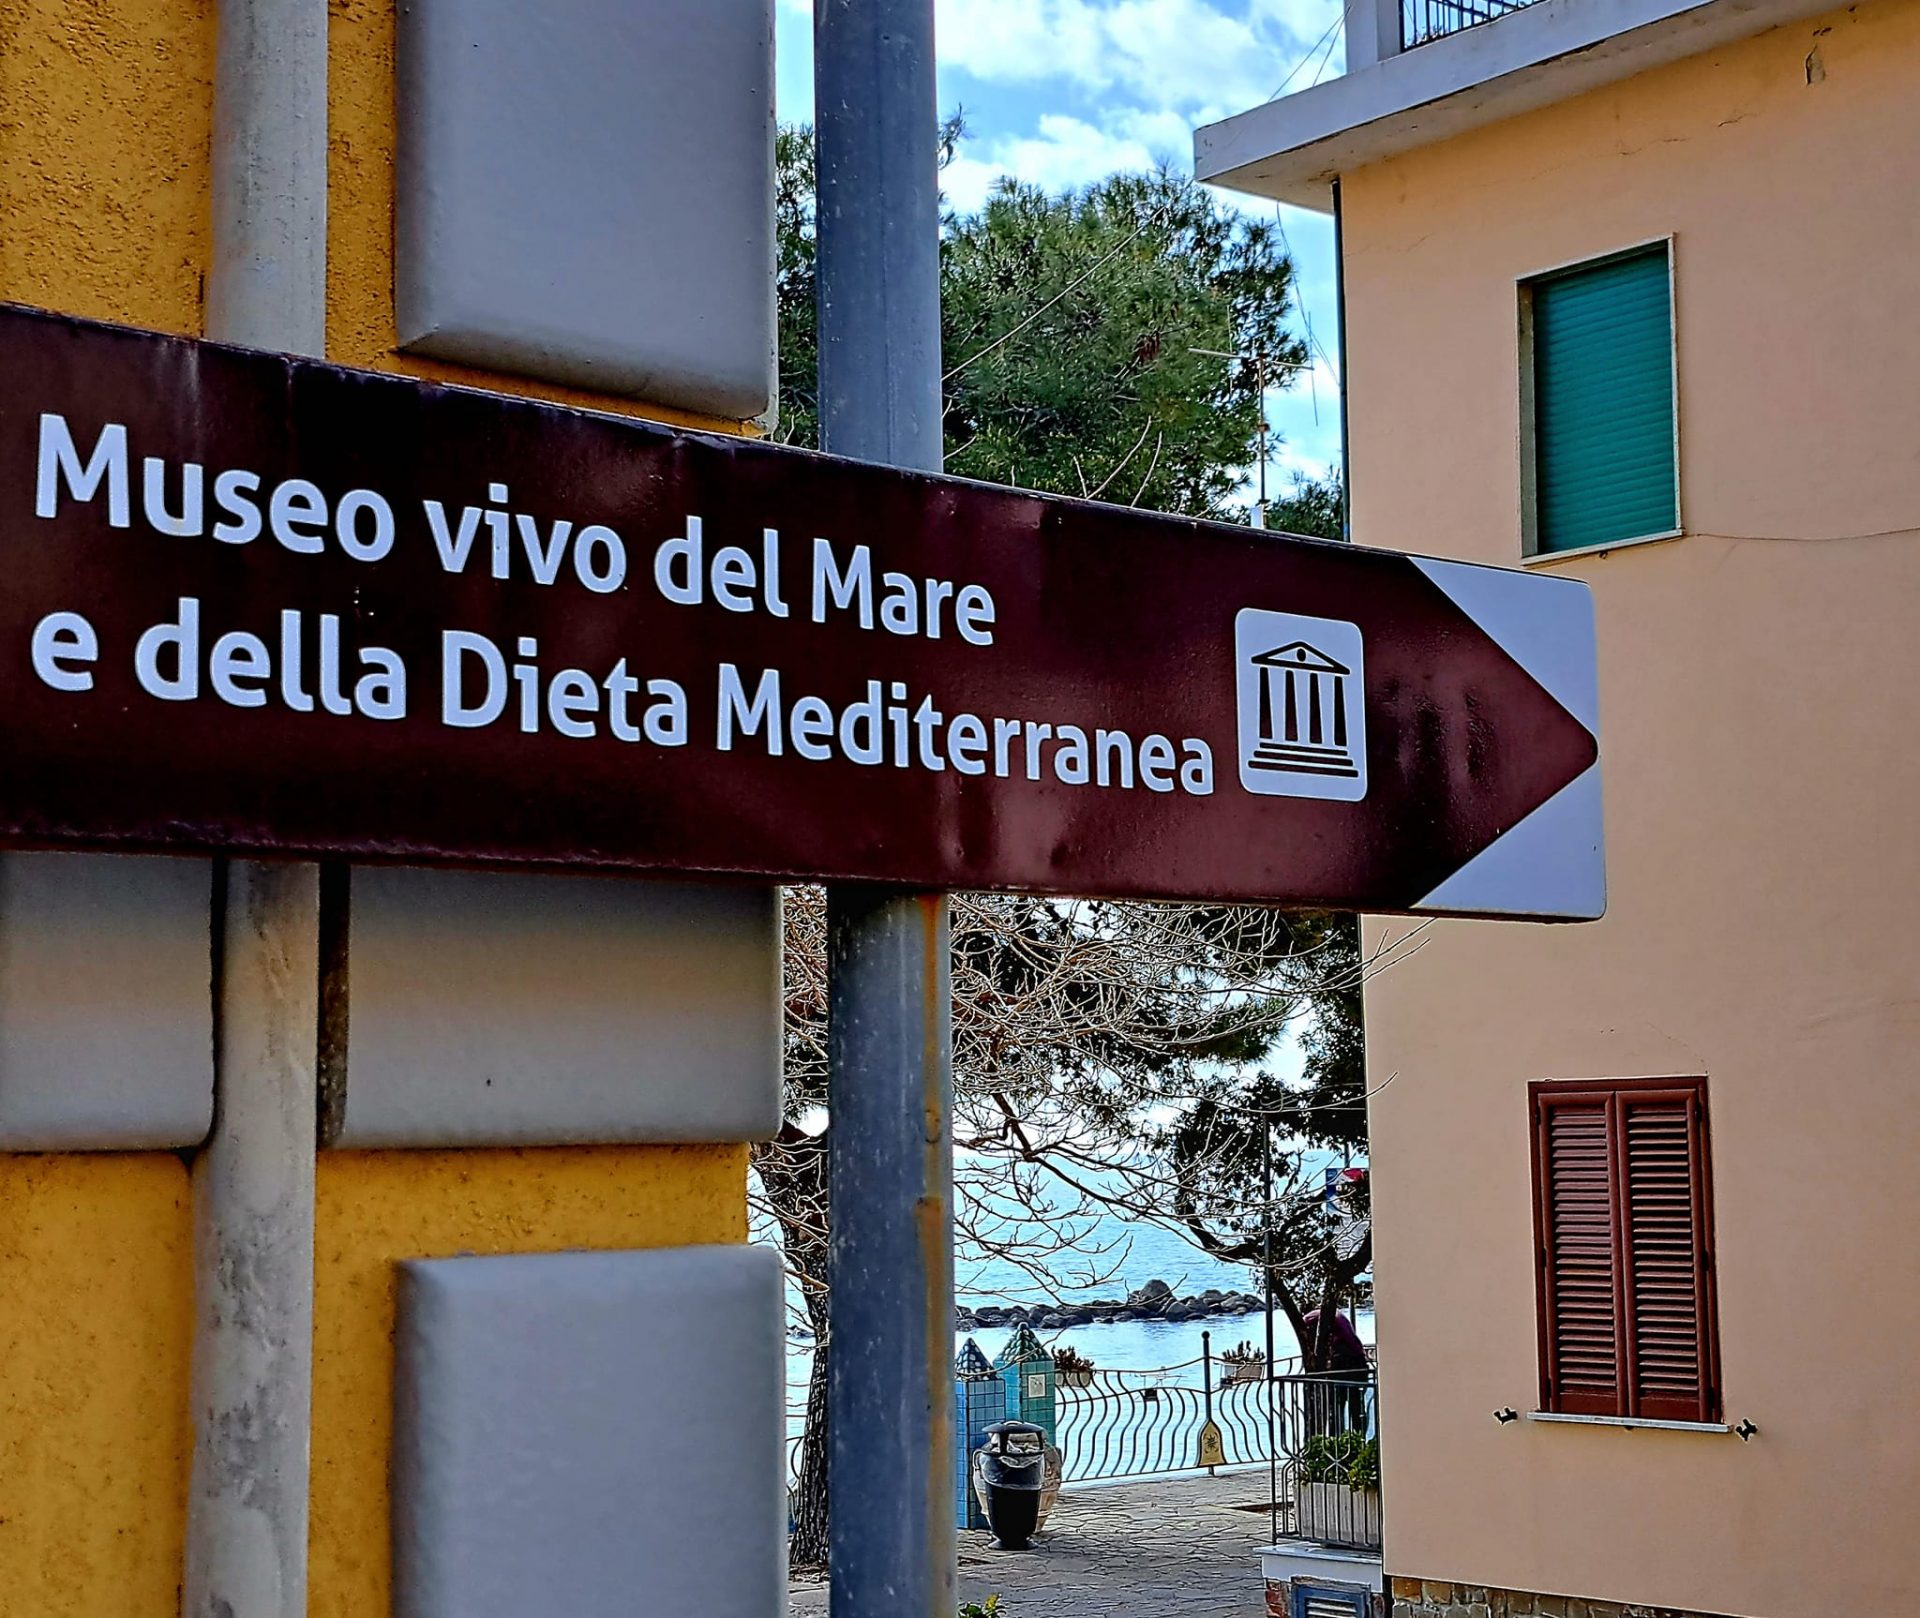 Museo vivo del Mare
e della Dieta Mediterranea